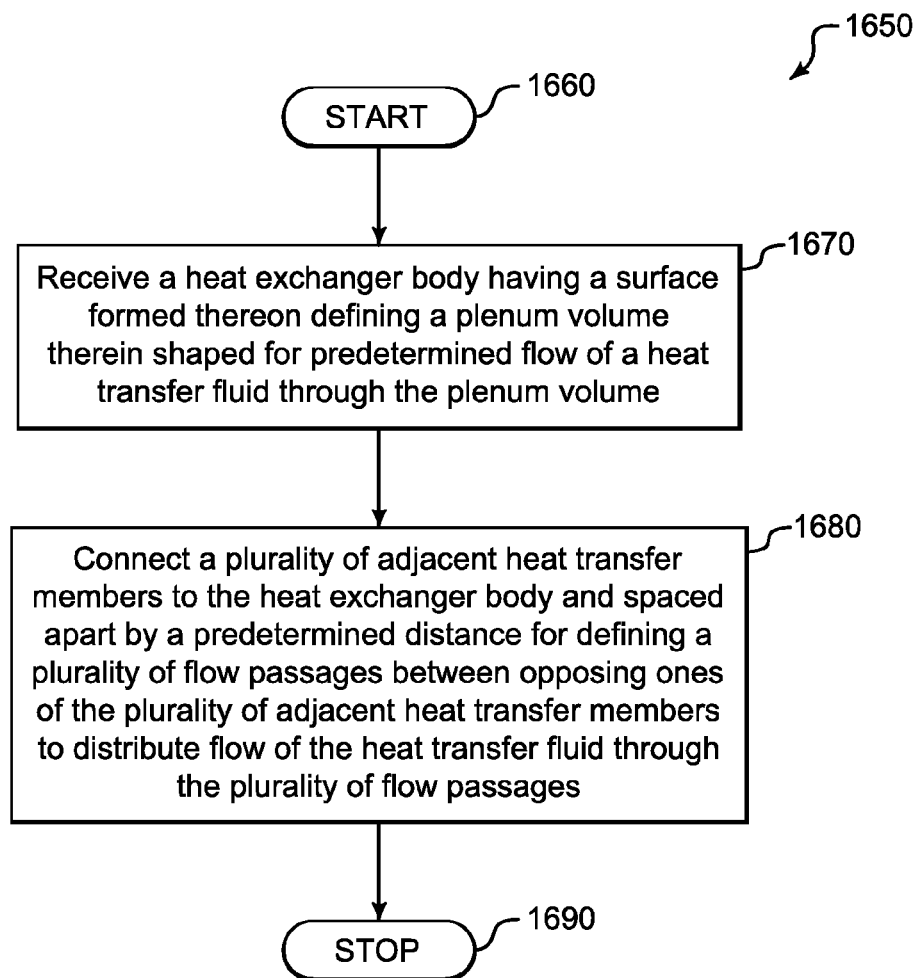 1650
START
1660
1670
Receive a heat exchanger body having a surface
formed thereon defining a plenum volume
therein shaped for predetermined flow of a heat
transfer fluid through the plenum volume
1680
Connect a plurality of adjacent heat transfer
members to the heat exchanger body and spaced
apart by a predetermined distance for defining a
plurality of flow passages between opposing ones
of the plurality of adjacent heat transfer members
to distribute flow of the heat transfer fluid through
the plurality of flow passages
1690
STOP